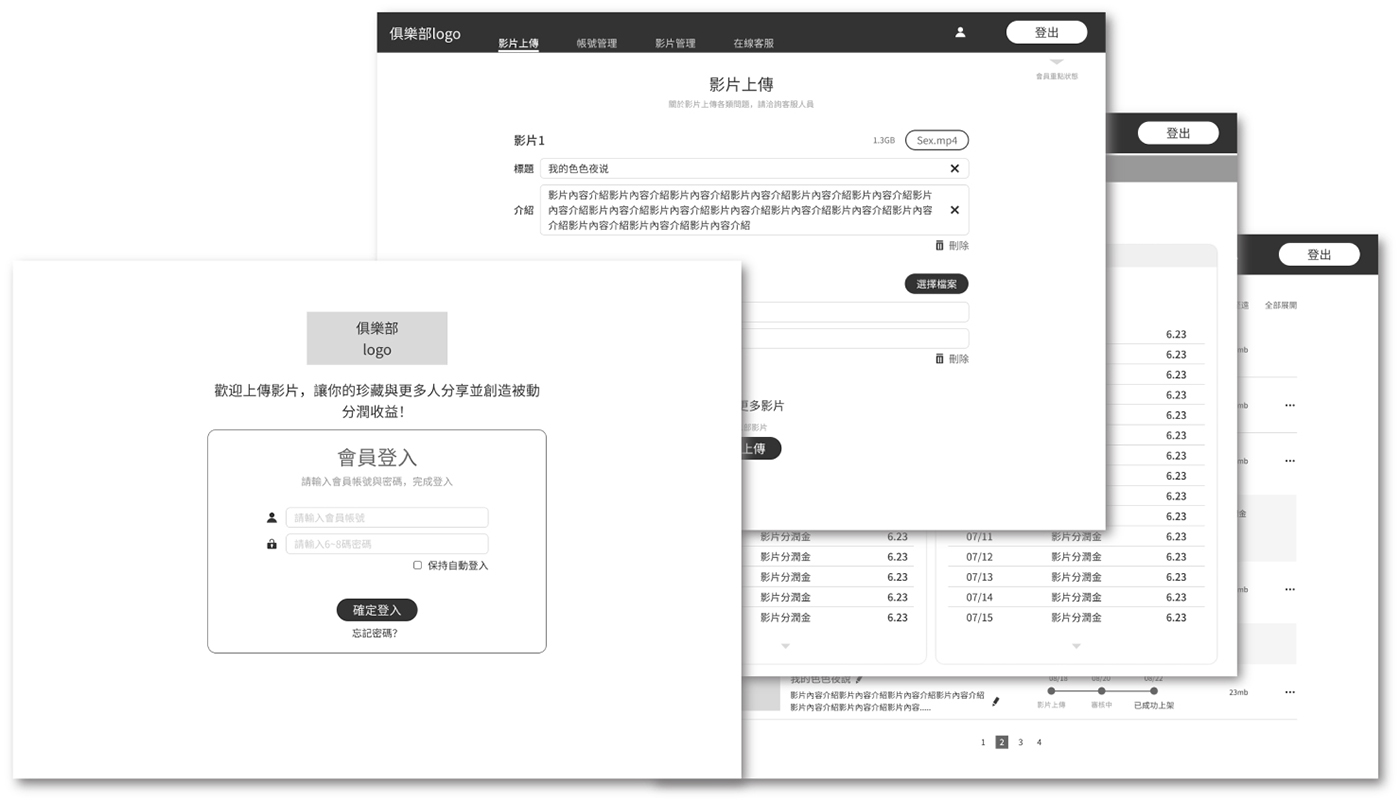 俱樂部logo
影片上傳
帳號管理
影片管理
在線客服
登出
會員重點狀態
影片上傳
關於影片上傳各類問題，請洽詢客服人員
影片1
1.3GB
Sex.mp4
標題
我的色色夜说
介紹
影片內容介紹影片內容介紹影片內容介紹影片內容介紹影片內容介紹影片內容介紹影片
內容介紹影片內容介紹影片內容介紹影片內容介紹影片內容介紹影片內容介紹影片內容
介紹影片內容介紹影片內容介紹影片內容介紹
刪除
選擇檔案
刪除
更多影片
部影片
上傳
俱樂部
logo
歡迎上傳影片，讓你的珍藏與更多人分享並創造被動
分潤收益！
會員登入
請輸入會員帳號與密碼，完成登入
請輸入會員帳號
請輸入6~8碼密碼
保持自動登入
確定登入
忘記密碼？
登出
6.23
6.23
6.23
6.23
6.23
6.23
6.23
6.23
6.23
6.23
影片分潤金 6.23
影片分潤金 6.23
影片分潤金 6.23
影片分潤金 6.23
影片分潤金 6.23
07/11 影片分潤金 6.23
07/12 影片分潤金 6.23
07/13 影片分潤金 6.23
07/14 影片分潤金 6.23
07/15 影片分潤金 6.23
登出
全部展開
mb
mb
mb
金
mb
我的色色夜說
影片內容介紹影片內容介紹影片內容介紹影片內容介紹
影片內容介紹影片內容介紹影片內容.....
08/18
08/20
08/22
影片上傳
審核中
已成功上架
23mb
1 2 3 4